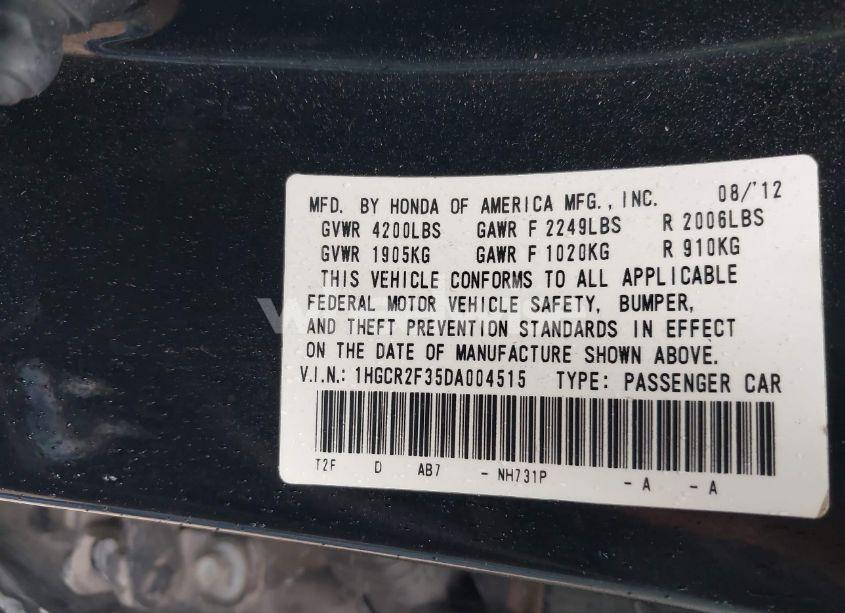 MFD. BY HONDA OF AMERICA MFG., INC. 08/'12
GVWR 4200LBS GAWR F 2249LBS R 2006LBS
GVWR 1905KG GAWR F 1020KG R 910KG
THIS VEHICLE CONFORMS TO ALL APPLICABLE
FEDERAL MOTOR VEHICLE SAFETY, BUMPER,
AND THEFT PREVENTION STANDARDS IN EFFECT
ON THE DATE OF MANUFACTURE SHOWN ABOVE.
V.I.N.: 1HGCR2F35DA004515 TYPE: PASSENGER CAR
T2F D AB7 - NH731P - A - A